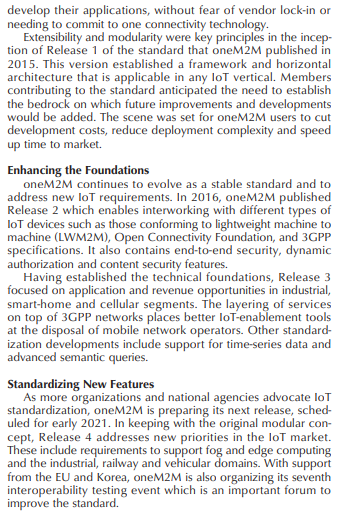 develop their applications, without fear of vendor lock-in or
needing to commit to one connectivity technology.
Extensibility and modularity were key principles in the incep-
tion of Release 1 of the standard that oneM2M published in
2015. This version established a framework and horizontal
architecture that is applicable in any IoT vertical. Members
contributing to the standard anticipated the need to establish
the bedrock on which future improvements and developments
would be added. The scene was set for oneM2M users to cut
development costs, reduce deployment complexity and speed
up time to market.
Enhancing the Foundations
oneM2M continues to evolve as a stable standard and to
address new IoT requirements. In 2016, oneM2M published
Release 2 which enables interworking with different types of
IoT devices such as those conforming to lightweight machine to
machine (LWM2M), Open Connectivity Foundation, and 3GPP
specifications. It also contains end-to-end security, dynamic
authorization and content security features.
Having established the technical foundations, Release 3
focused on application and revenue opportunities in industrial,
smart-home and cellular segments. The layering of services
on top of 3GPP networks places better IoT-enablement tools
at the disposal of mobile network operators. Other standard-
ization developments include support for time-series data and
advanced semantic queries.
Standardizing New Features
As more organizations and national agencies advocate IoT
standardization, oneM2M is preparing its next release, sched-
uled for early 2021. In keeping with the original modular con-
cept, Release 4 addresses new priorities in the IoT market.
These include requirements to support fog and edge computing
and the industrial, railway and vehicular domains. With support
from the EU and Korea, oneM2M is also organizing its seventh
interoperability testing event which is an important forum to
improve the standard.